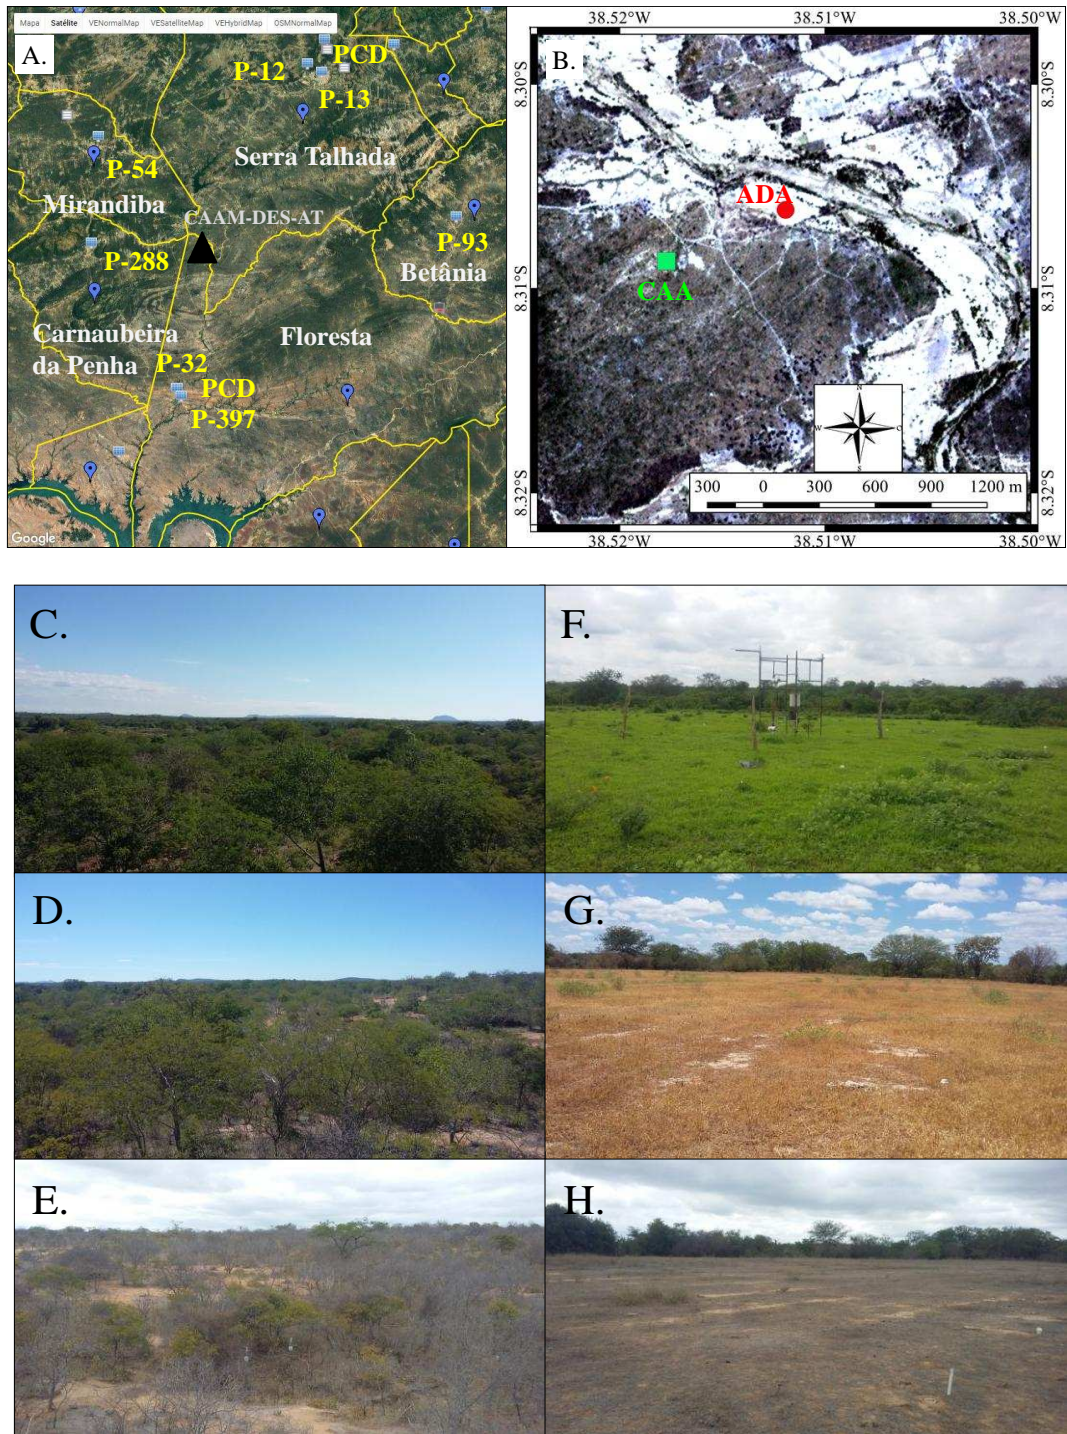 Mapa Satélite VENormalMap VESatelliteMap VEHybridMap OSMNormalMap
A.
PCD
P-12
P-13
Serra Talhada
P-54
Mirandiba
CAAM-DES-AT
P-93
P-288
Betânia
Carnaubeira
da Penha
Floresta
P-32
PCD
P-397
Google
38.52°W 38.51°W 38.50°W
B.
8.30°S
8.30°S
ADA
CAA
8.31°S
8.31°S
N
W
S
300 0 300 600 900 1200 m
8.32°S
8.32°S
38.52°W 38.51°W 38.50°W
C.
F.
D.
G.
E.
H.